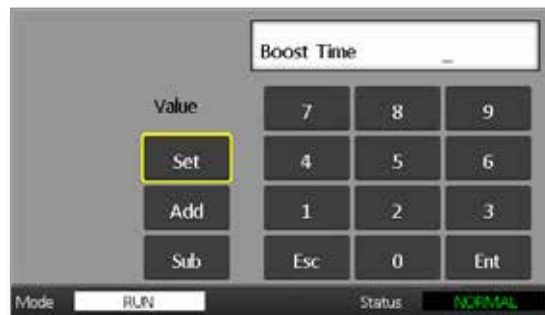 Boost Time _
Value 7 8 9
Set 4 5 6
Add 1 2 3
Sub Esc 0 Ent
Mode RUN Status NORMAL